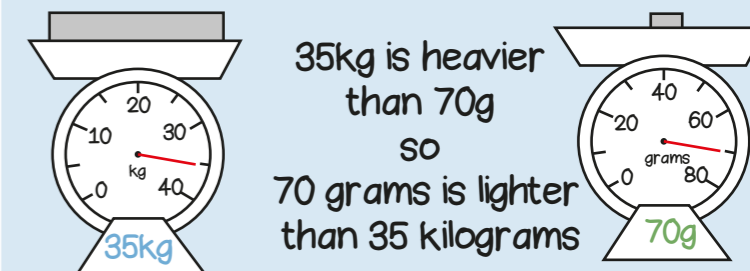 20
10
30
kg
0
40
35kg
35kg is heavier
than 70g
so
70 grams is lighter
than 35 kilograms
40
20
60
grams
0
80
70g